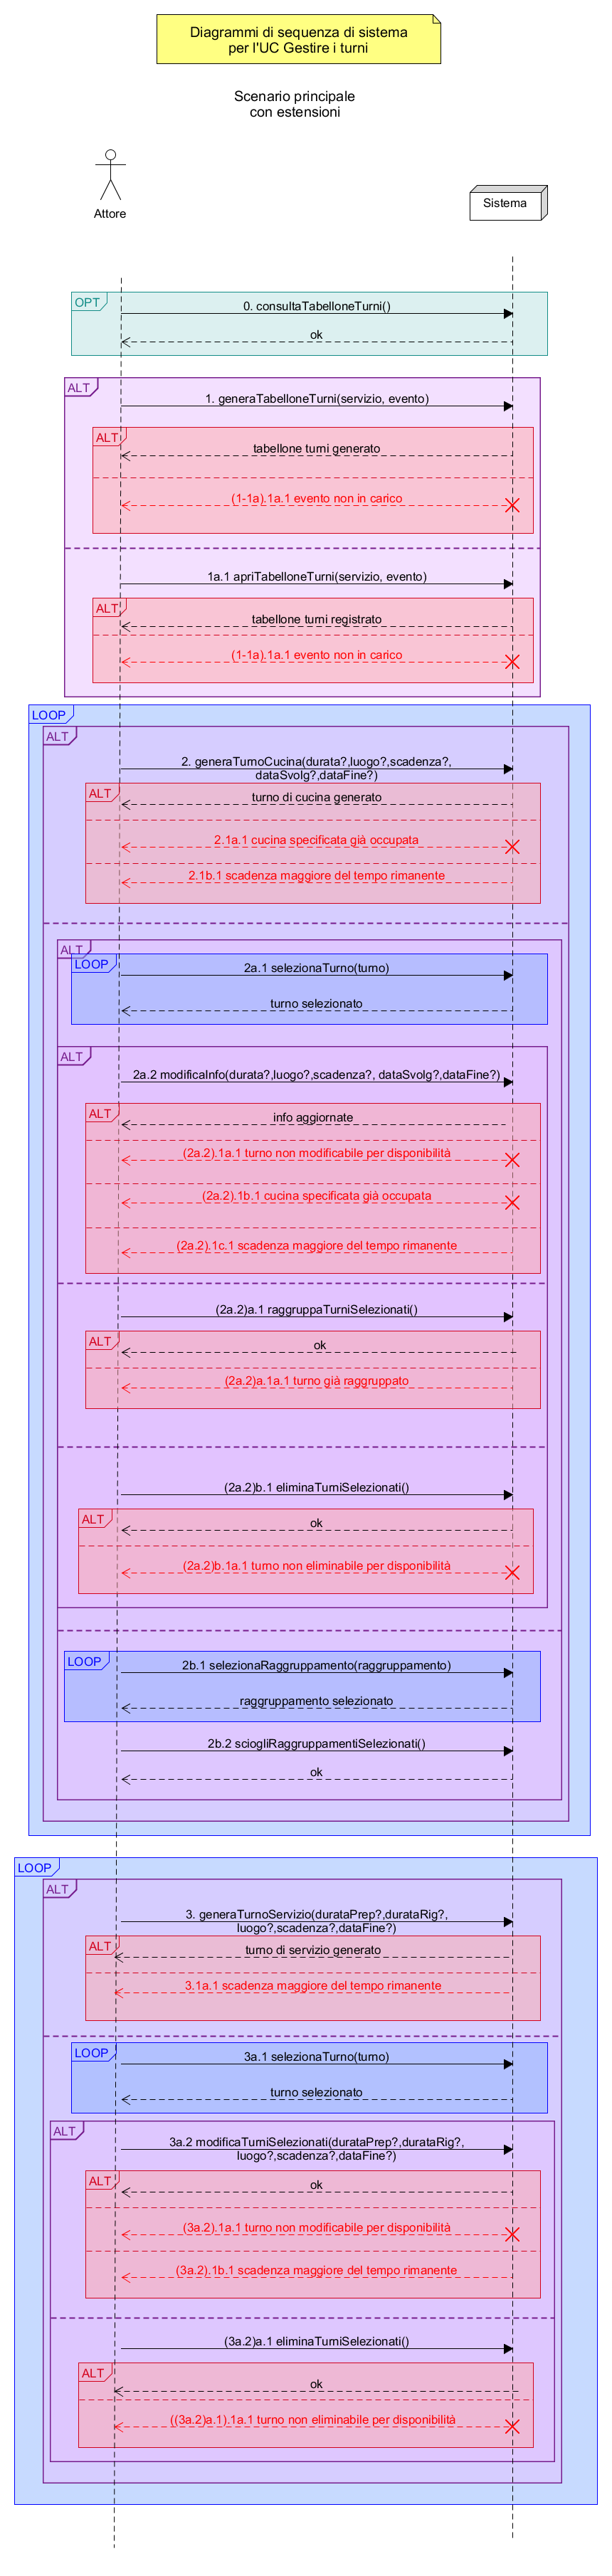 Diagrammi di sequenza di sistema
per l'UC Gestire i turni
Scenario principale
con estensioni
Attore
Sistema
OPT
0. consultaTabelloneTurni()
ok
ALT
1. generaTabelloneTurni(servizio, evento)
ALT
tabellone turni generato
(1-1a).1a.1 evento non in carico
1a.1 apriTabelloneTurni(servizio, evento)
ALT
tabellone turni registrato
(1-1a).1a.1 evento non in carico
LOOP
ALT
2. generaTurnoCucina(durata?,luogo?,scadenza?,
dataSvolg?,dataFine?)
ALT
turno di cucina generato
2.1a.1 cucina specificata già occupata
2.1b.1 scadenza maggiore del tempo rimanente
ALT
LOOP
2a.1 selezionaTurno(turno)
turno selezionato
ALT
2a.2 modificaInfo(durata?,luogo?,scadenza?, dataSvolg?,dataFine?)
ALT
info aggiornate
(2a.2).1a.1 turno non modificabile per disponibilità
(2a.2).1b.1 cucina specificata già occupata
(2a.2).1c.1 scadenza maggiore del tempo rimanente
(2a.2)a.1 raggruppaTurniSelezionati()
ALT
ok
(2a.2)a.1a.1 turno già raggruppato
(2a.2)b.1 eliminaTurniSelezionati()
ALT
ok
(2a.2)b.1a.1 turno non eliminabile per disponibilità
LOOP
2b.1 selezionaRaggruppamento(raggruppamento)
raggruppamento selezionato
2b.2 sciogliRaggruppamentiSelezionati()
ok
LOOP
ALT
3. generaTurnoServizio(durataPrep?,durataRig?,
luogo?,scadenza?,dataFine?)
ALT
turno di servizio generato
3.1a.1 scadenza maggiore del tempo rimanente
LOOP
3a.1 selezionaTurno(turno)
turno selezionato
ALT
3a.2 modificaTurniSelezionati(durataPrep?,durataRig?,
luogo?,scadenza?,dataFine?)
ALT
ok
(3a.2).1a.1 turno non modificabile per disponibilità
(3a.2).1b.1 scadenza maggiore del tempo rimanente
(3a.2)a.1 eliminaTurniSelezionati()
ALT
ok
((3a.2)a.1).1a.1 turno non eliminabile per disponibilità